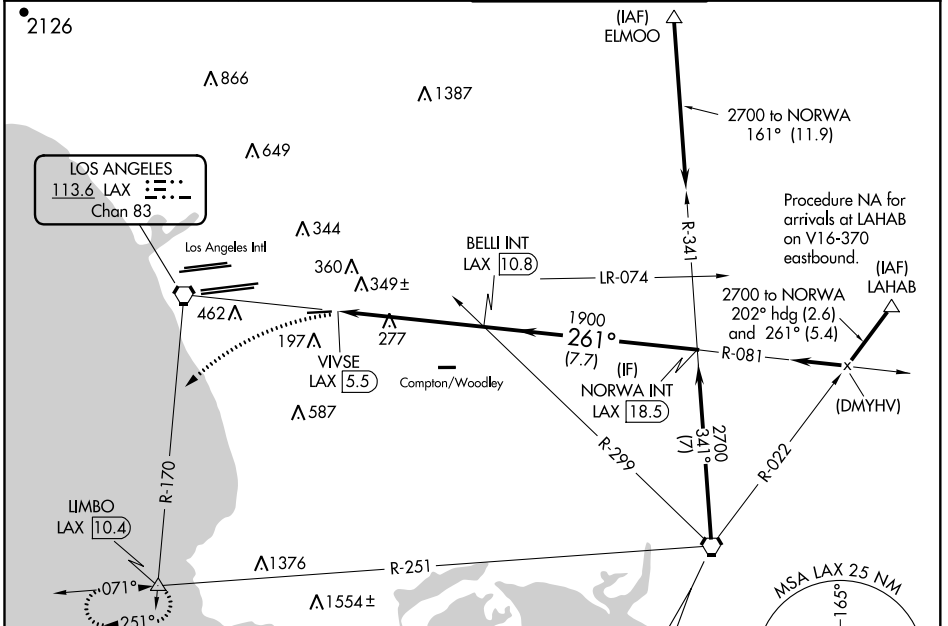 2126
(IAF)
ELMOO
866
1387
2700 to NORWA
161° (11.9)
649
LOS ANGELES
113.6 LAX
Chan 83
Procedure NA for
arrivals at LAHAB
on V16-370
eastbound.
R-341
344
Los Angeles Intl
BELLI INT
LAX 10.8
360
349±
LR-074
(IAF)
LAHAB
2700 to NORWA
202° hdg (2.6)
and 261° (5.4)
462
277
1900
261°
(7.7)
197
VIVSE
LAX 5.5
Compton/Woodley
(IF)
NORWA INT
LAX 18.5
R-081
(DMYHV)
587
2700
341°
(7)
R-299
R-022
R-170
LIMBO
LAX 10.4
1376
R-251
071°
251°
1554±
MSA LAX 25 NM
165°